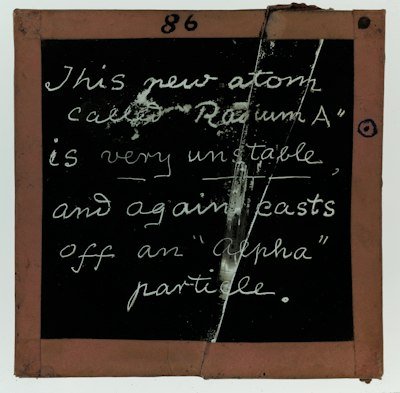 86
This new atom
called "Radium A"
is very unstable,
and again casts
off an "alpha"
particle.